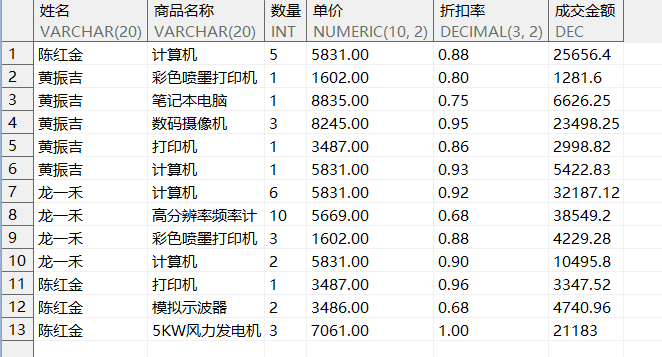 姓名 商品名称 数量 单价 折扣率 成交金额
VARCHAR(20) VARCHAR(20) INT NUMERIC(10, 2) DECIMAL(3, 2) DEC
1 陈红金 计算机 5 5831.00 0.88 25656.4
2 黄振吉 彩色喷墨打印机 1 1602.00 0.80 1281.6
3 黄振吉 笔记本电脑 1 8835.00 0.75 6626.25
4 黄振吉 数码摄像机 3 8245.00 0.95 23498.25
5 黄振吉 打印机 1 3487.00 0.86 2998.82
6 黄振吉 计算机 1 5831.00 0.93 5422.83
7 龙一禾 计算机 6 5831.00 0.92 32187.12
8 龙一禾 高分辨率频率计 10 5669.00 0.68 38549.2
9 龙一禾 彩色喷墨打印机 3 1602.00 0.88 4229.28
10 龙一禾 计算机 2 5831.00 0.90 10495.8
11 陈红金 打印机 1 3487.00 0.96 3347.52
12 陈红金 模拟示波器 2 3486.00 0.68 4740.96
13 陈红金 5KW风力发电机 3 7061.00 1.00 21183